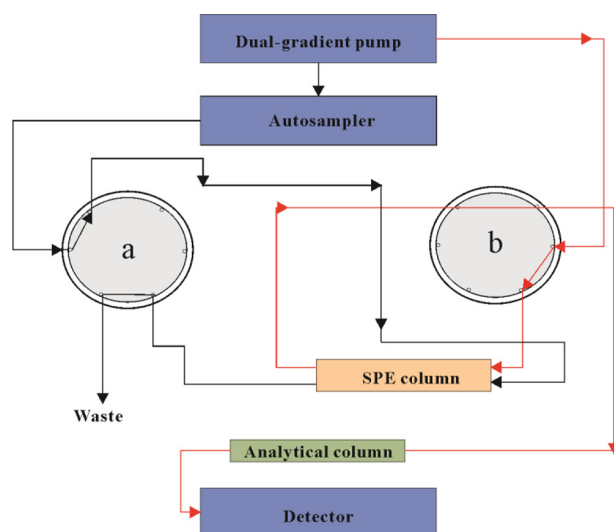 Dual-gradient pump
Autosampler
a
b
SPE column
Waste
Analytical column
Detector